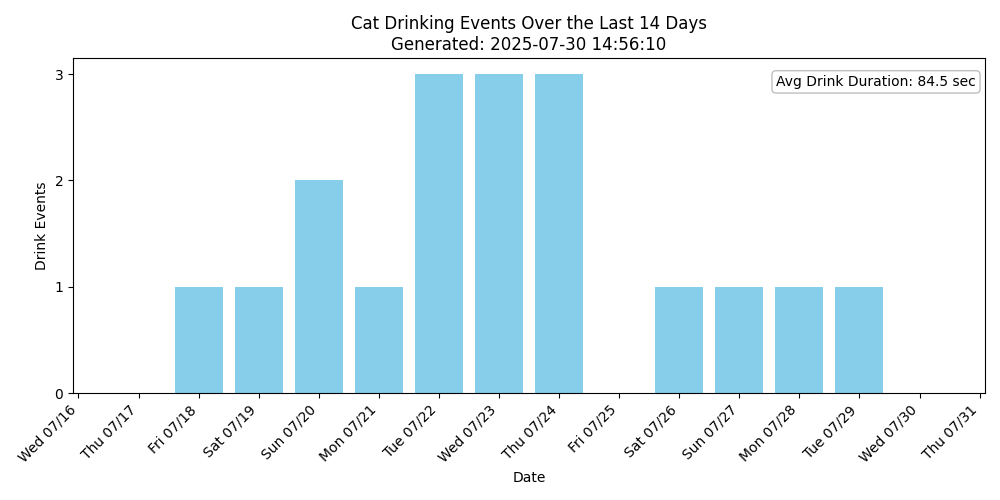 Cat Drinking Events Over the Last 14 Days
Generated: 2025-07-30 14:56:10
Avg Drink Duration: 84.5 sec
Drink Events
3
2
1
0
Wed 07/16
Thu 07/17
Fri 07/18
Sat 07/19
Sun 07/20
Mon 07/21
Tue 07/22
Wed 07/23
Thu 07/24
Fri 07/25
Sat 07/26
Sun 07/27
Mon 07/28
Tue 07/29
Wed 07/30
Thu 07/31
Date